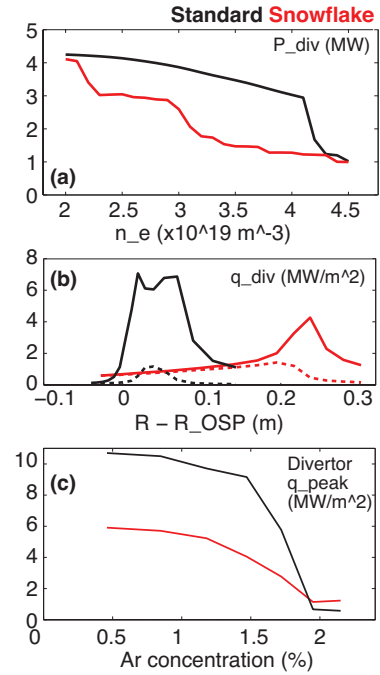 Standard Snowflake
5
P_div (MW)
4
3
2
1
(a)
0
2 2.5 3 3.5 4 4.5
n_e (x10^19 m^-3)
8
(b) q_div (MW/m^2)
6
4
2
0
−0.1 0 0.1 0.2 0.3
R − R_OSP (m)
10
(c) Divertor
q_peak
8
(MW/m^2)
6
4
2
0
0 0.5 1 1.5 2
Ar concentration (%)